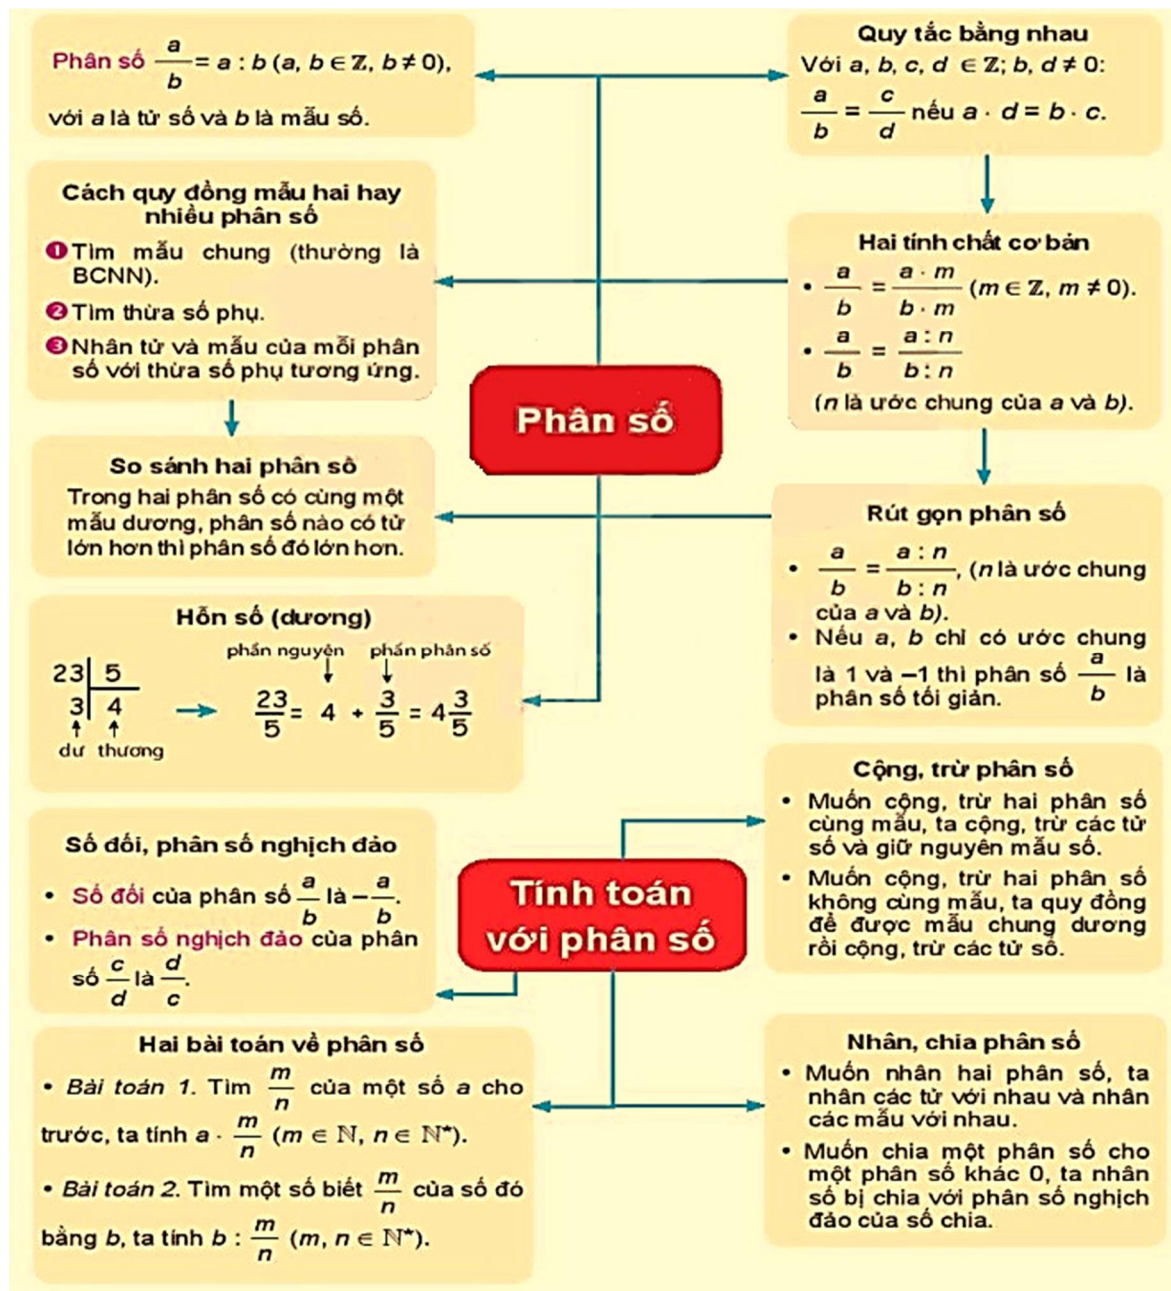 Phân số a/b = a : b (a, b ∈ ℤ, b ≠ 0),
với a là tử số và b là mẫu số.
Quy tắc bằng nhau
Với a, b, c, d ∈ ℤ; b, d ≠ 0:
a/b = c/d nếu a · d = b · c.
Cách quy đồng mẫu hai hay
nhiều phân số
1 Tìm mẫu chung (thường là
BCNN).
2 Tìm thừa số phụ.
3 Nhân tử và mẫu của mỗi phân
số với thừa số phụ tương ứng.
Hai tính chất cơ bản
• a/b = a · m/b · m (m ∈ ℤ, m ≠ 0).
• a/b = a : n/b : n
(n là ước chung của a và b).
Phân số
So sánh hai phân số
Trong hai phân số có cùng một
mẫu dương, phân số nào có tử
lớn hơn thì phân số đó lớn hơn.
Rút gọn phân số
• a/b = a : n/b : n, (n là ước chung
của a và b).
• Nếu a, b chỉ có ước chung
là 1 và –1 thì phân số a/b là
phân số tối giản.
Hỗn số (dương)
phần nguyên phần phân số
23 5
3 4
dư thương
23/5 = 4 + 3/5 = 4 3/5
Cộng, trừ phân số
• Muốn cộng, trừ hai phân số
cùng mẫu, ta cộng, trừ các tử
số và giữ nguyên mẫu số.
• Muốn cộng, trừ hai phân số
không cùng mẫu, ta quy đồng
để được mẫu chung dương
rồi cộng, trừ các tử số.
Số đối, phân số nghịch đảo
• Số đối của phân số a/b là –a/b.
• Phân số nghịch đảo của phân
số c/d là d/c.
Tính toán
với phân số
Hai bài toán về phân số
• Bài toán 1. Tìm m/n của một số a cho
trước, ta tính a · m/n (m ∈ ℕ, n ∈ ℕ*).
• Bài toán 2. Tìm một số biết m/n của số đó
bằng b, ta tính b : m/n (m, n ∈ ℕ*).
Nhân, chia phân số
• Muốn nhân hai phân số, ta
nhân các tử với nhau và nhân
các mẫu với nhau.
• Muốn chia một phân số cho
một phân số khác 0, ta nhân
số bị chia với phân số nghịch
đảo của số chia.